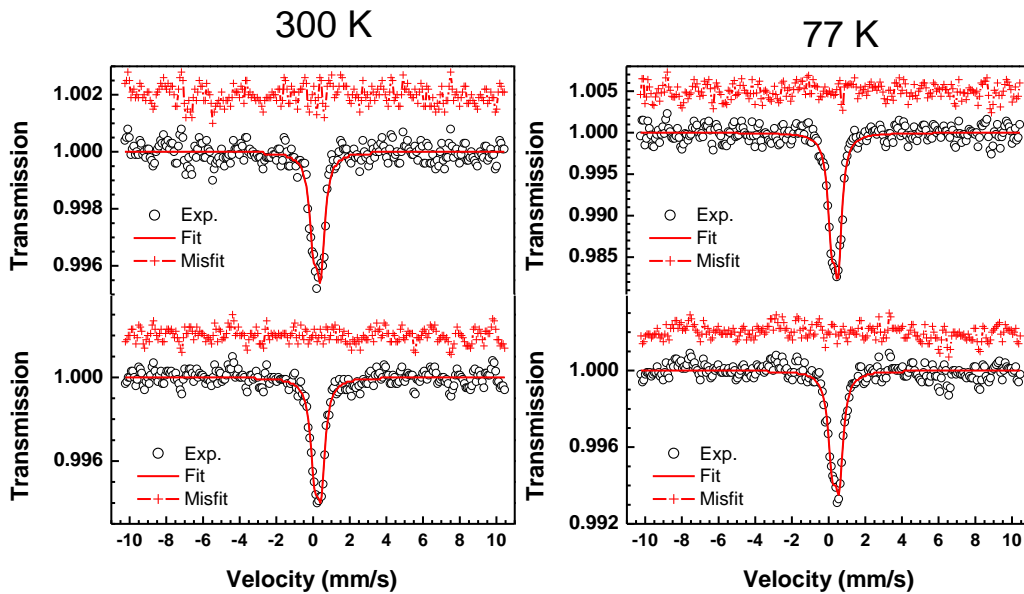 300 K
77 K
Transmission
1.002
1.000
0.998
0.996
Exp.
Fit
Misfit
Transmission
1.005
1.000
0.995
0.990
0.985
Exp.
Fit
Misfit
Transmission
1.000
0.996
Exp.
Fit
Misfit
-10 -8 -6 -4 -2 0 2 4 6 8 10
Velocity (mm/s)
Transmission
1.000
0.996
0.992
Exp.
Fit
Misfit
-10 -8 -6 -4 -2 0 2 4 6 8 10
Velocity (mm/s)